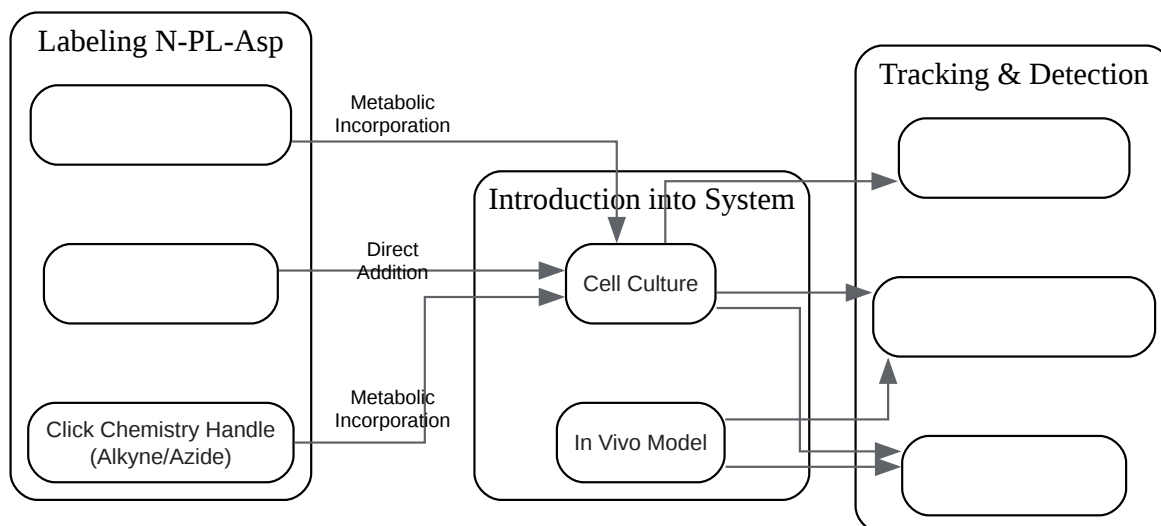 Labeling N-PL-Asp
Metabolic
Incorporation
Direct
Addition
Click Chemistry Handle
(Alkyne/Azide)
Metabolic
Incorporation
Introduction into System
Cell Culture
In Vivo Model
Tracking & Detection